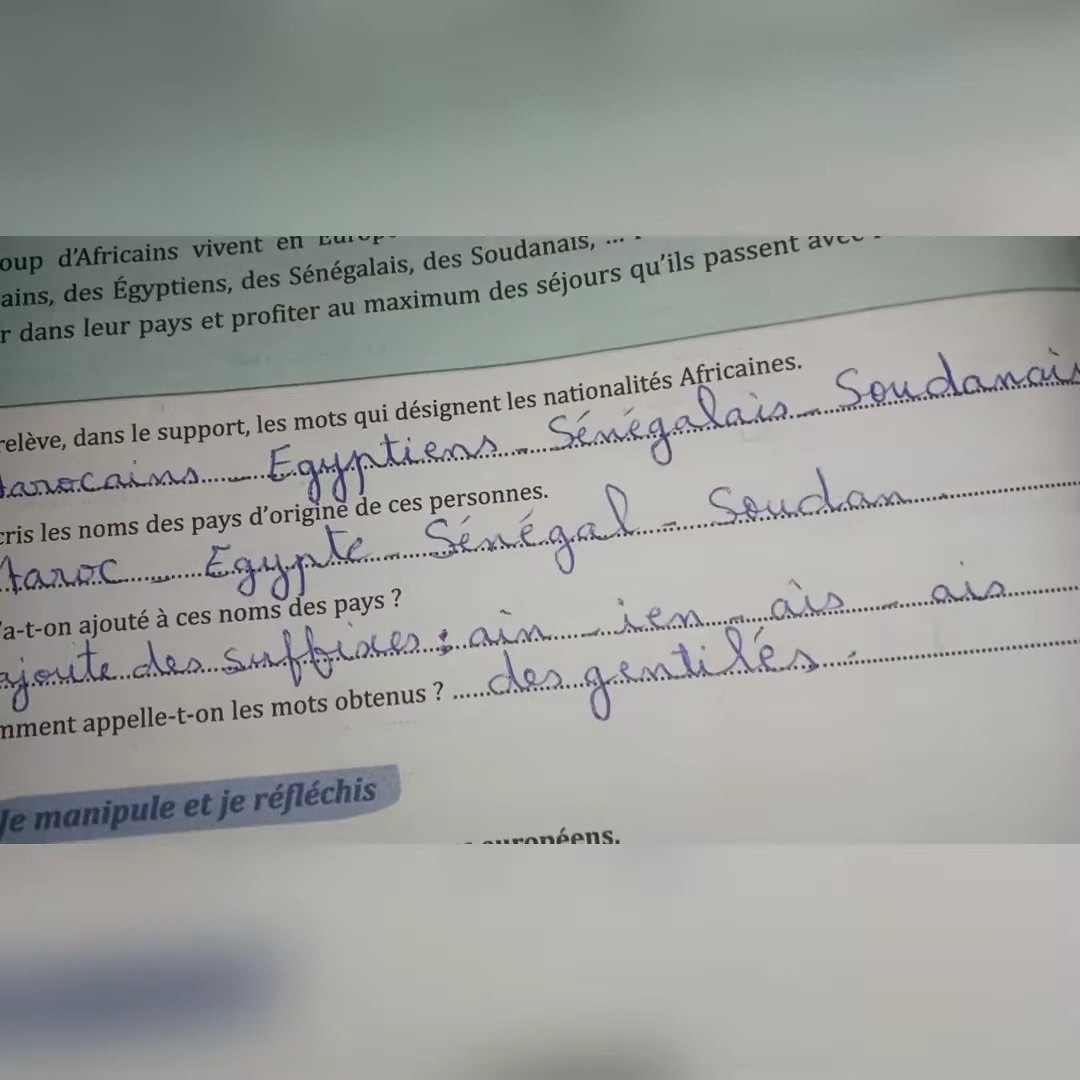 oup d'Africains vivent en
ains, des Égyptiens, des Sénégalais, des Soudanais, ...
r dans leur pays et profiter au maximum des séjours qu'ils passent avec
relève, dans le support, les mots qui désignent les nationalités Africaines.
arocains Egyptiens - Sénégalais - Soudanais
cris les noms des pays d'origine de ces personnes.
aroc - Egypte - Sénégal - Soudan
'a-t-on ajouté à ces noms des pays ?
ajoute des suffixes : ain - ien - ais - ais
mment appelle-t-on les mots obtenus ? des gentilés.
Je manipule et je réfléchis
européens.